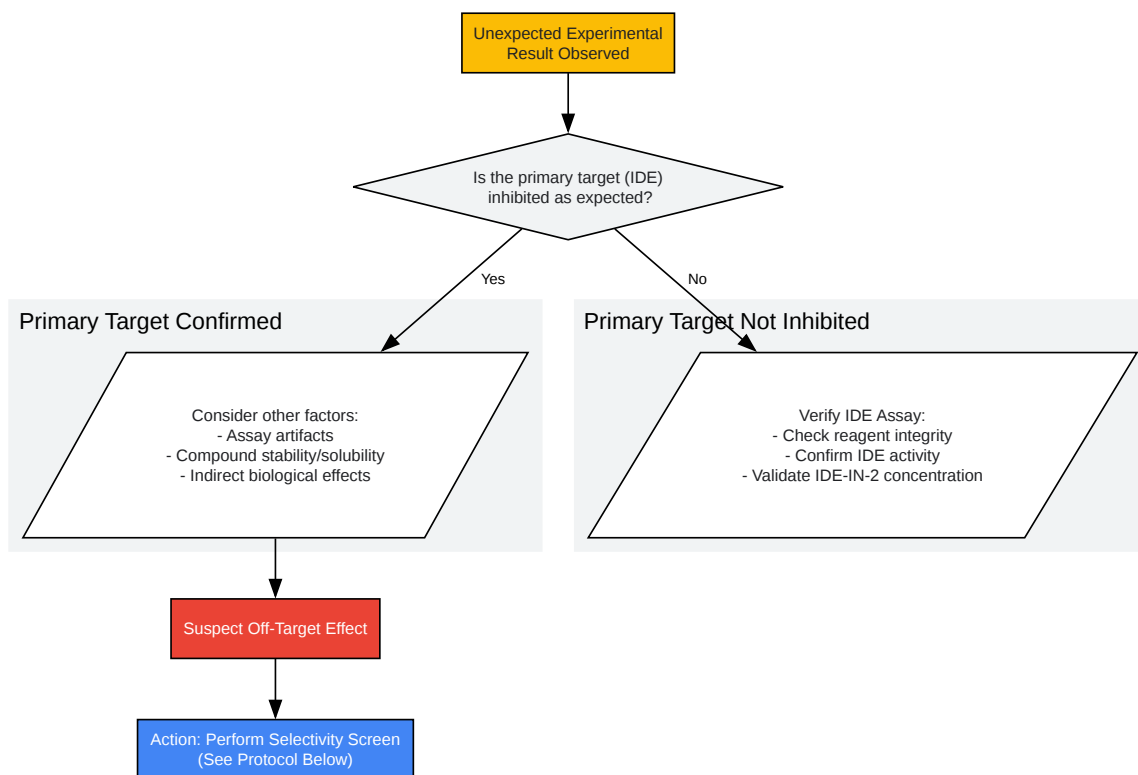 Unexpected Experimental
Result Observed
Is the primary target (IDE)
inhibited as expected?
Yes
No
Primary Target Confirmed
Primary Target Not Inhibited
Consider other factors:
- Assay artifacts
- Compound stability/solubility
- Indirect biological effects
Verify IDE Assay:
- Check reagent integrity
- Confirm IDE activity
- Validate IDE-IN-2 concentration
Suspect Off-Target Effect
Action: Perform Selectivity Screen
(See Protocol Below)